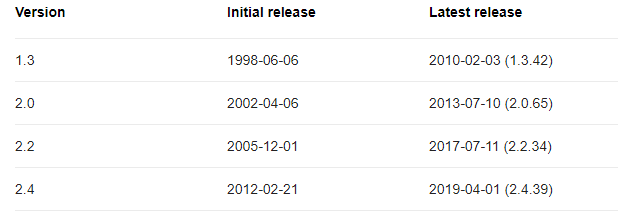 Version Initial release Latest release
1.3 1998-06-06 2010-02-03 (1.3.42)
2.0 2002-04-06 2013-07-10 (2.0.65)
2.2 2005-12-01 2017-07-11 (2.2.34)
2.4 2012-02-21 2019-04-01 (2.4.39)